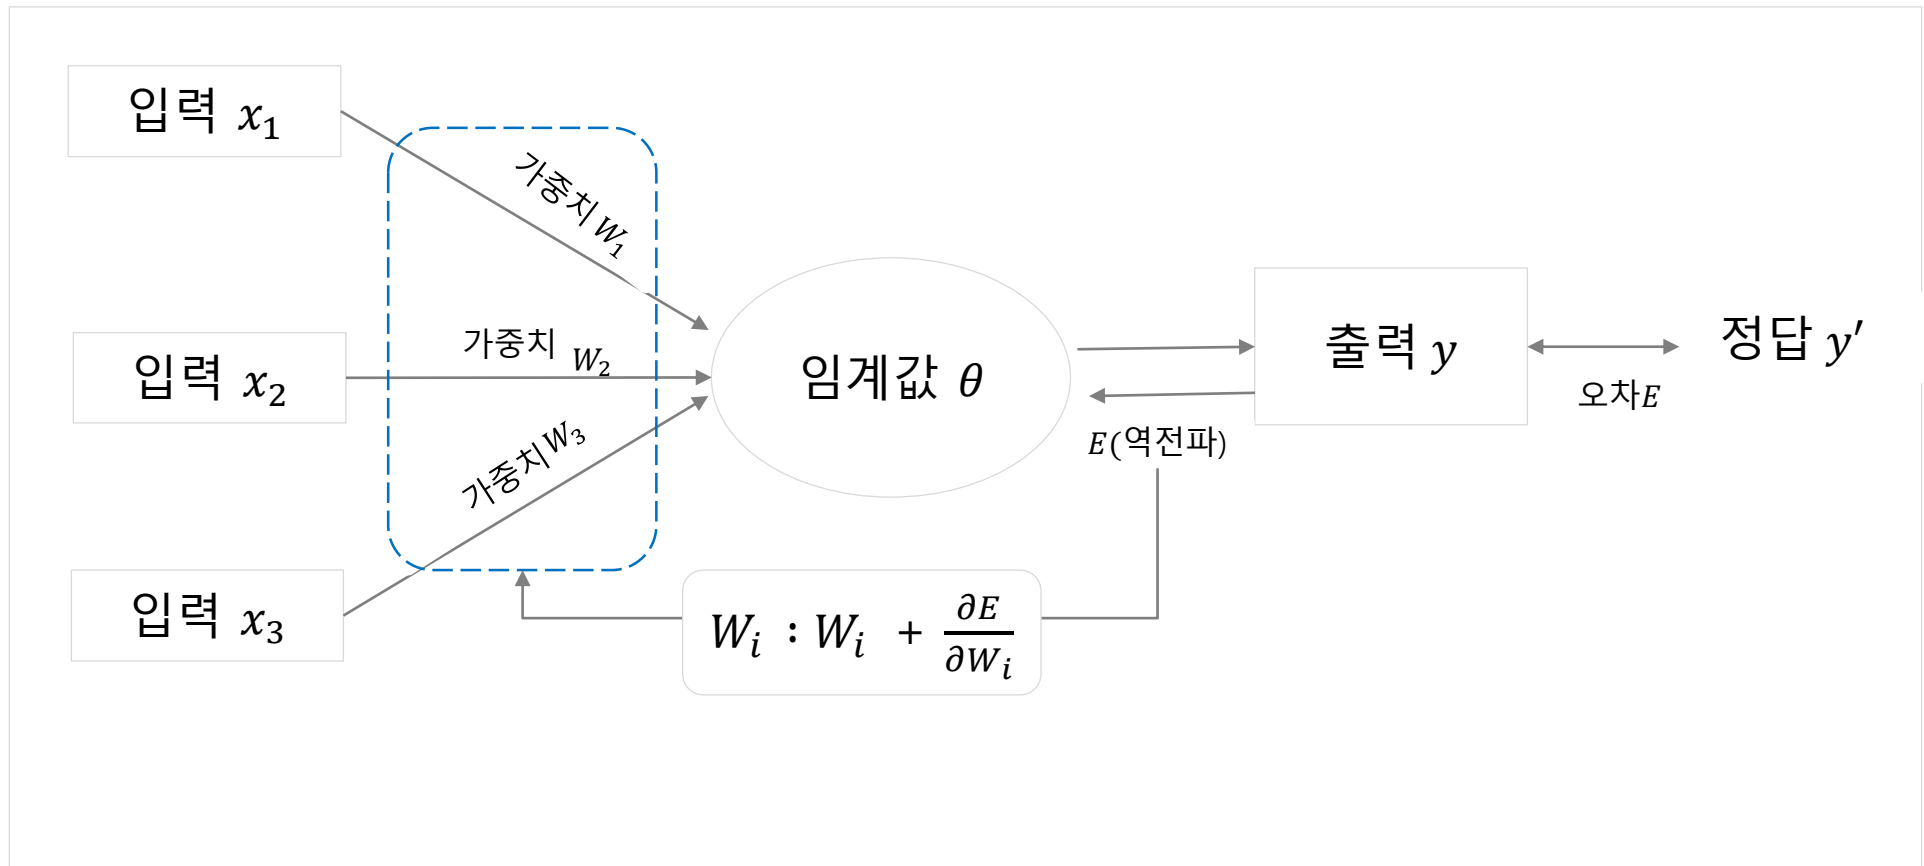 입력 x₁
가중치 W₁
입력 x₂
가중치 W₂
입력 x₃
가중치 W₃
임계값 θ
출력 y
정답 y′
오차E
E(역전파)
Wᵢ : Wᵢ + ∂E/∂Wᵢ